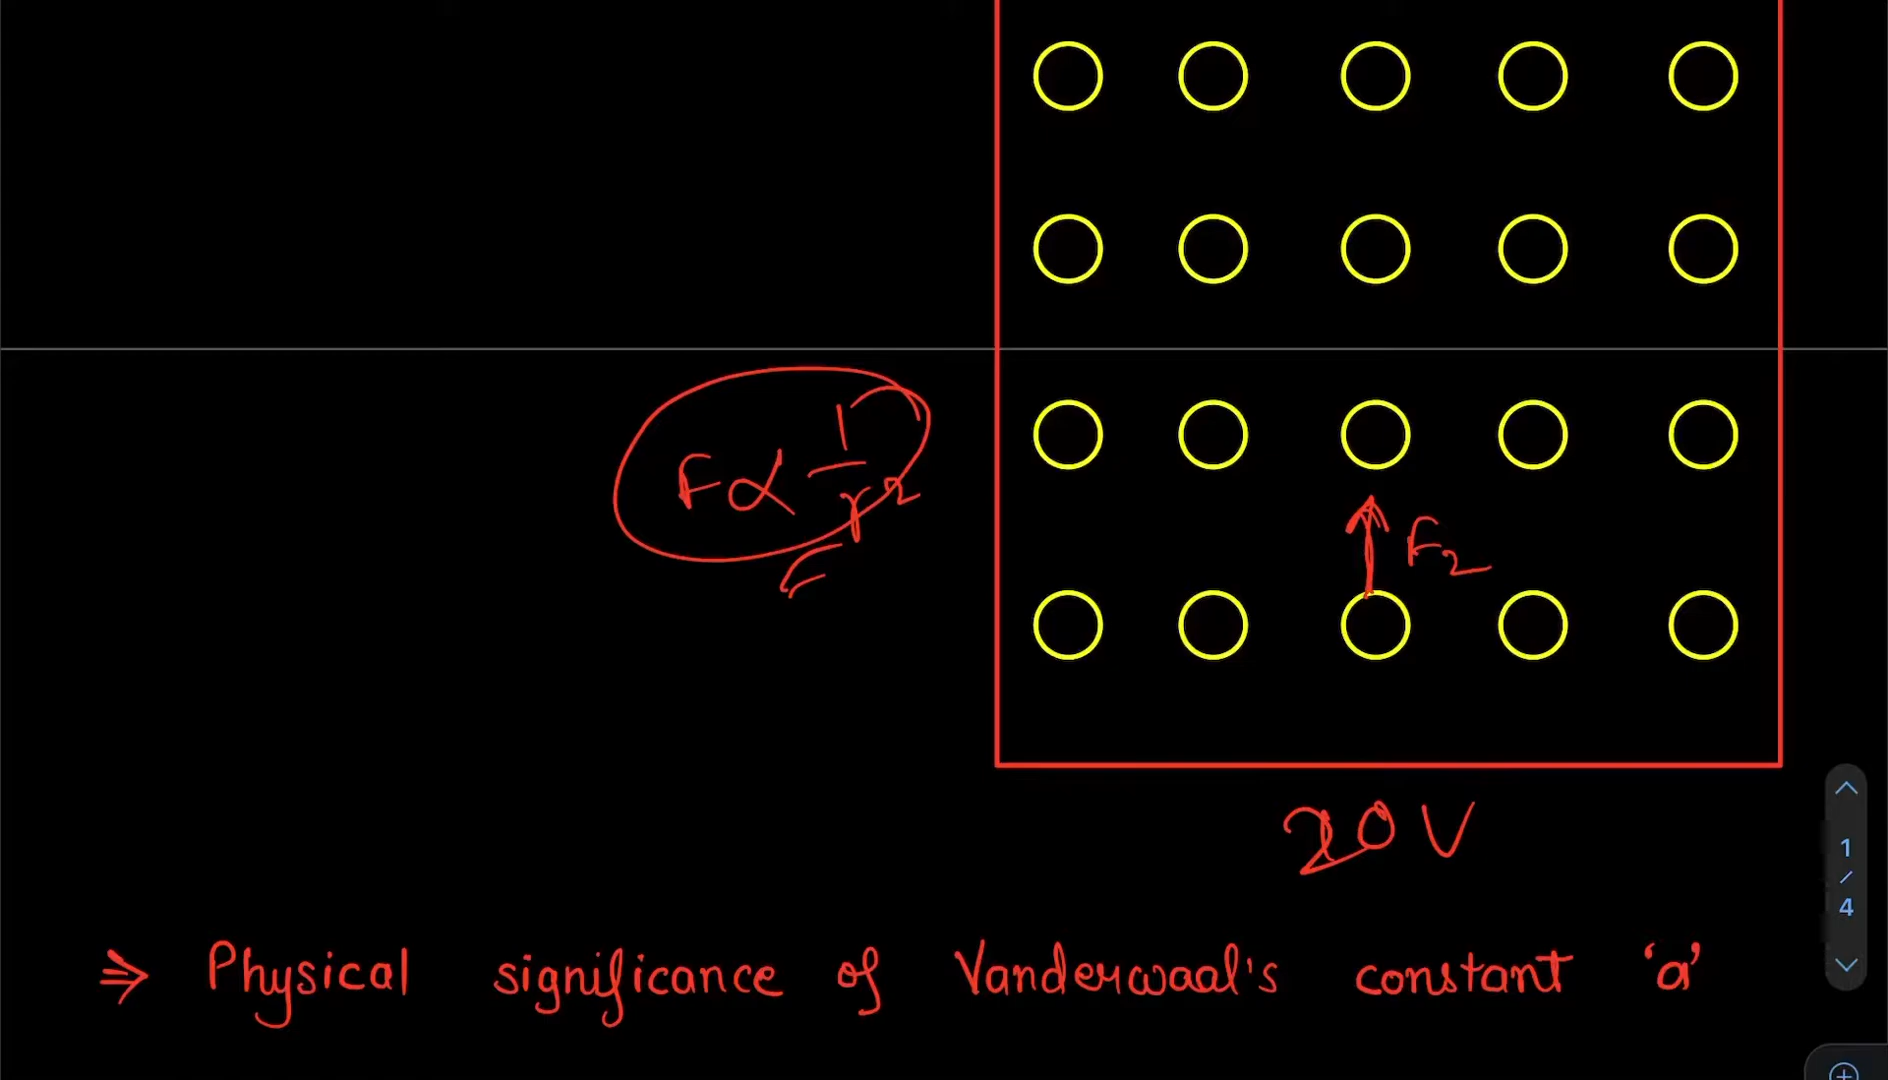 F ∝ 1/r²
F₂
20 V
⇒ Physical significance of Vanderwaal's constant 'a'
1
/
4